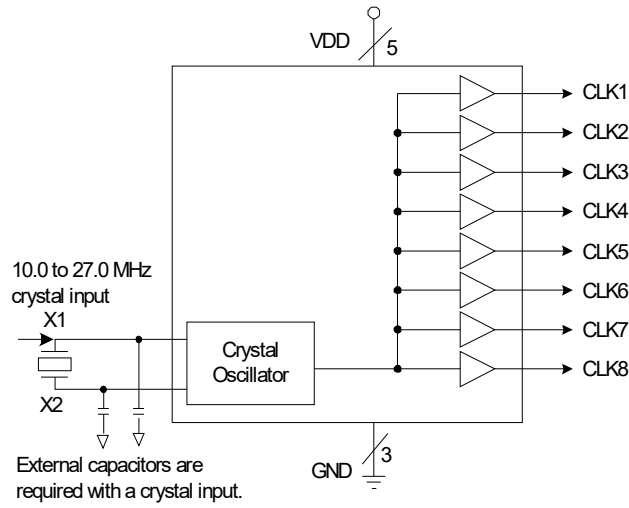 VDD
5
CLK1
CLK2
CLK3
CLK4
CLK5
CLK6
CLK7
CLK8
10.0 to 27.0 MHz
crystal input
X1
X2
Crystal
Oscillator
External capacitors are
required with a crystal input.
GND
3